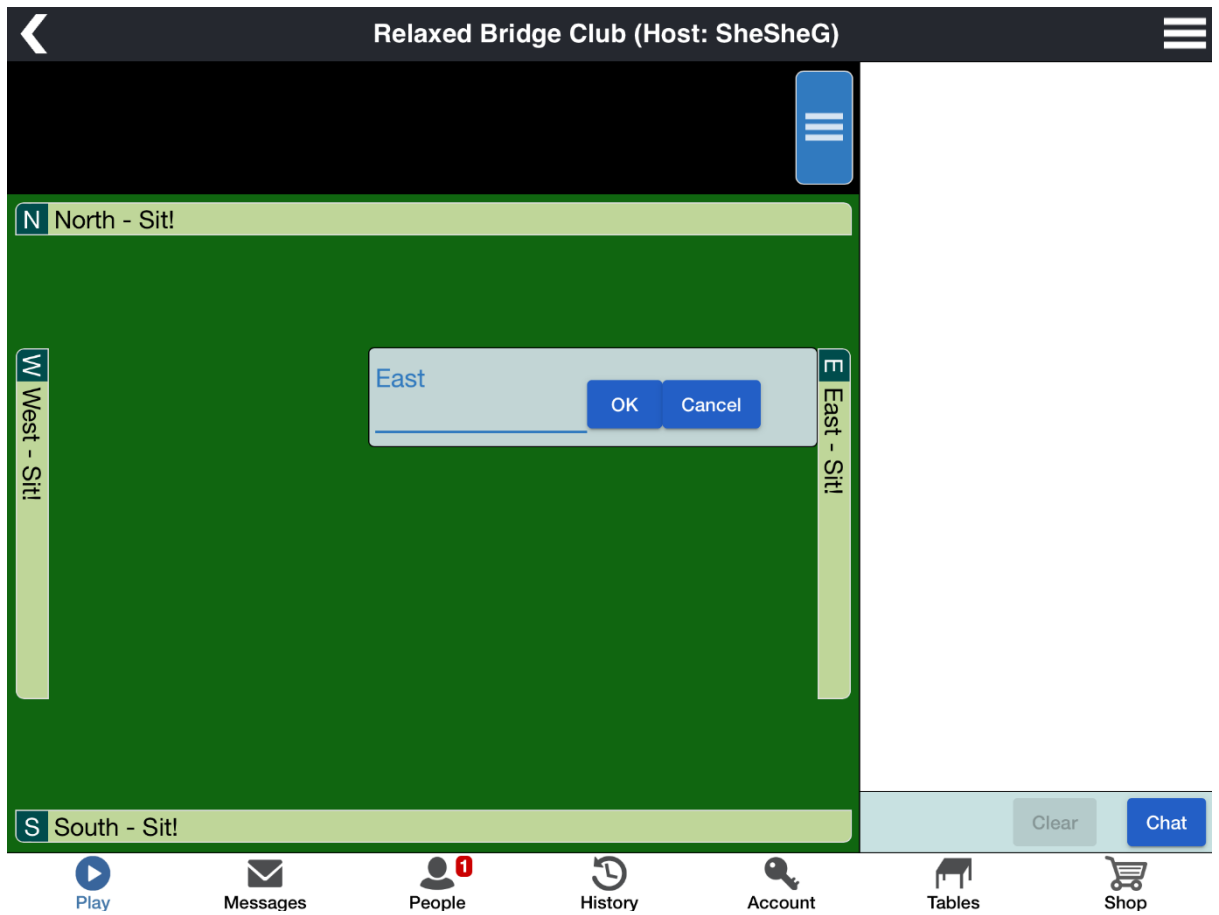 Relaxed Bridge Club (Host: SheSheG)
N North - Sit!
W West - Sit!
East
OK Cancel
E East - Sit!
S South - Sit!
Clear Chat
1
Play Messages People History Account Tables Shop